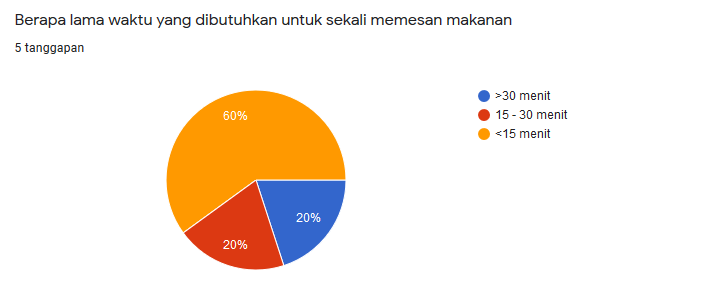 Berapa lama waktu yang dibutuhkan untuk sekali memesan makanan
5 tanggapan
60%
20%
20%
>30 menit
15 - 30 menit
<15 menit